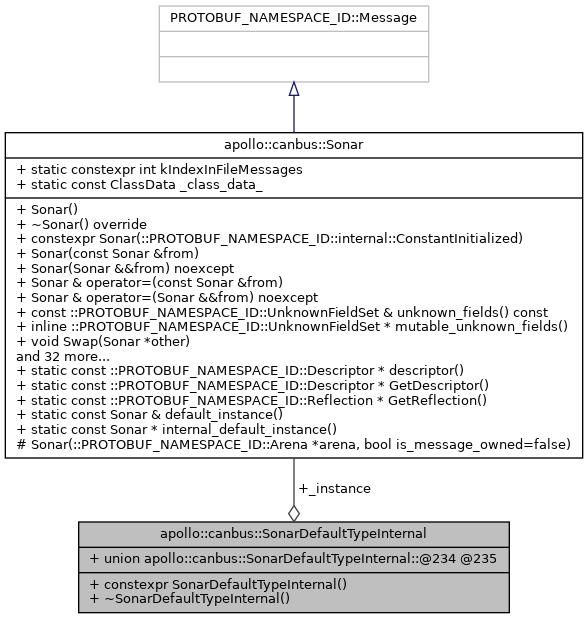 PROTOBUF_NAMESPACE_ID::Message
apollo::canbus::Sonar
+ static constexpr int kIndexInFileMessages
+ static const ClassData _class_data_
+ Sonar()
+ ~Sonar() override
+ constexpr Sonar(::PROTOBUF_NAMESPACE_ID::internal::ConstantInitialized)
+ Sonar(const Sonar &from)
+ Sonar(Sonar &&from) noexcept
+ Sonar & operator=(const Sonar &from)
+ Sonar & operator=(Sonar &&from) noexcept
+ const ::PROTOBUF_NAMESPACE_ID::UnknownFieldSet & unknown_fields() const
+ inline ::PROTOBUF_NAMESPACE_ID::UnknownFieldSet * mutable_unknown_fields()
+ void Swap(Sonar *other)
and 32 more...
+ static const ::PROTOBUF_NAMESPACE_ID::Descriptor * descriptor()
+ static const ::PROTOBUF_NAMESPACE_ID::Descriptor * GetDescriptor()
+ static const ::PROTOBUF_NAMESPACE_ID::Reflection * GetReflection()
+ static const Sonar & default_instance()
+ static const Sonar * internal_default_instance()
# Sonar(::PROTOBUF_NAMESPACE_ID::Arena *arena, bool is_message_owned=false)
+_instance
apollo::canbus::SonarDefaultTypeInternal
+ union apollo::canbus::SonarDefaultTypeInternal::@234 @235
+ constexpr SonarDefaultTypeInternal()
+ ~SonarDefaultTypeInternal()